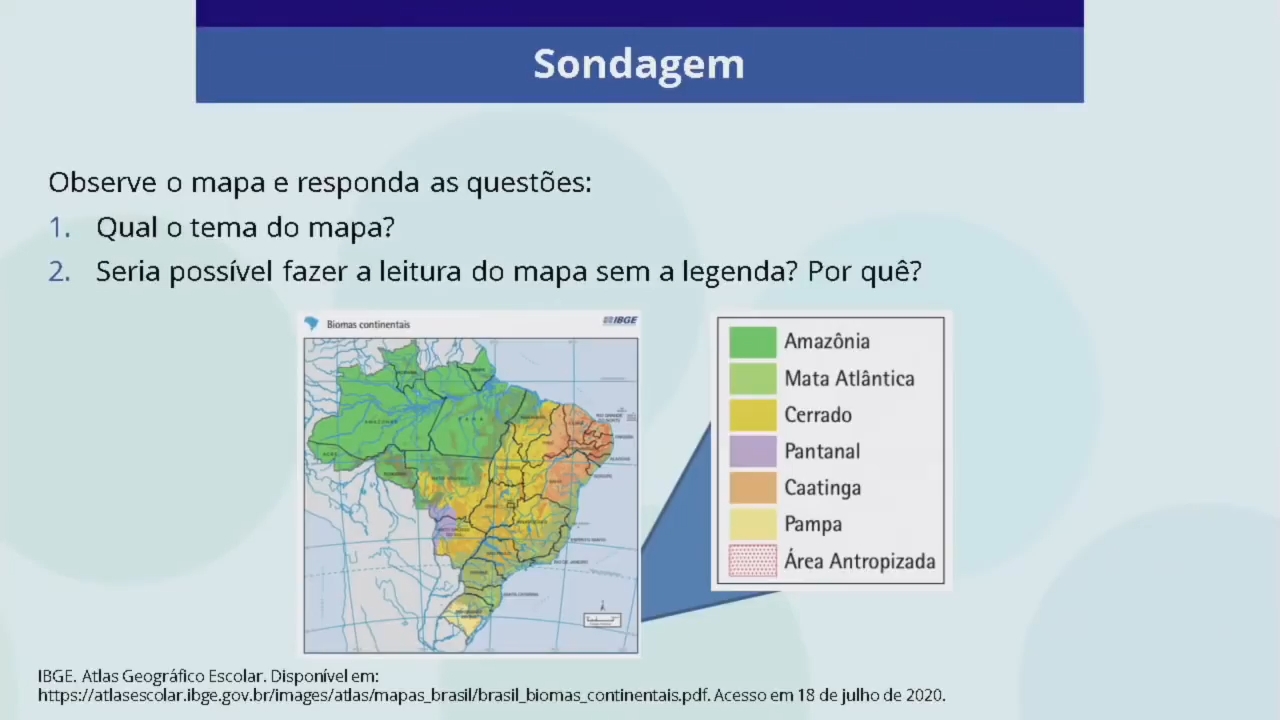 Sondagem
Observe o mapa e responda as questões:
1. Qual o tema do mapa?
2. Seria possível fazer a leitura do mapa sem a legenda? Por quê?
Biomas continentais
IBGE
Amazônia
Mata Atlântica
Cerrado
Pantanal
Caatinga
Pampa
Área Antropizada
IBGE. Atlas Geográfico Escolar. Disponível em:
https://atlasescolar.ibge.gov.br/images/atlas/mapas_brasil/brasil_biomas_continentais.pdf. Acesso em 18 de julho de 2020.